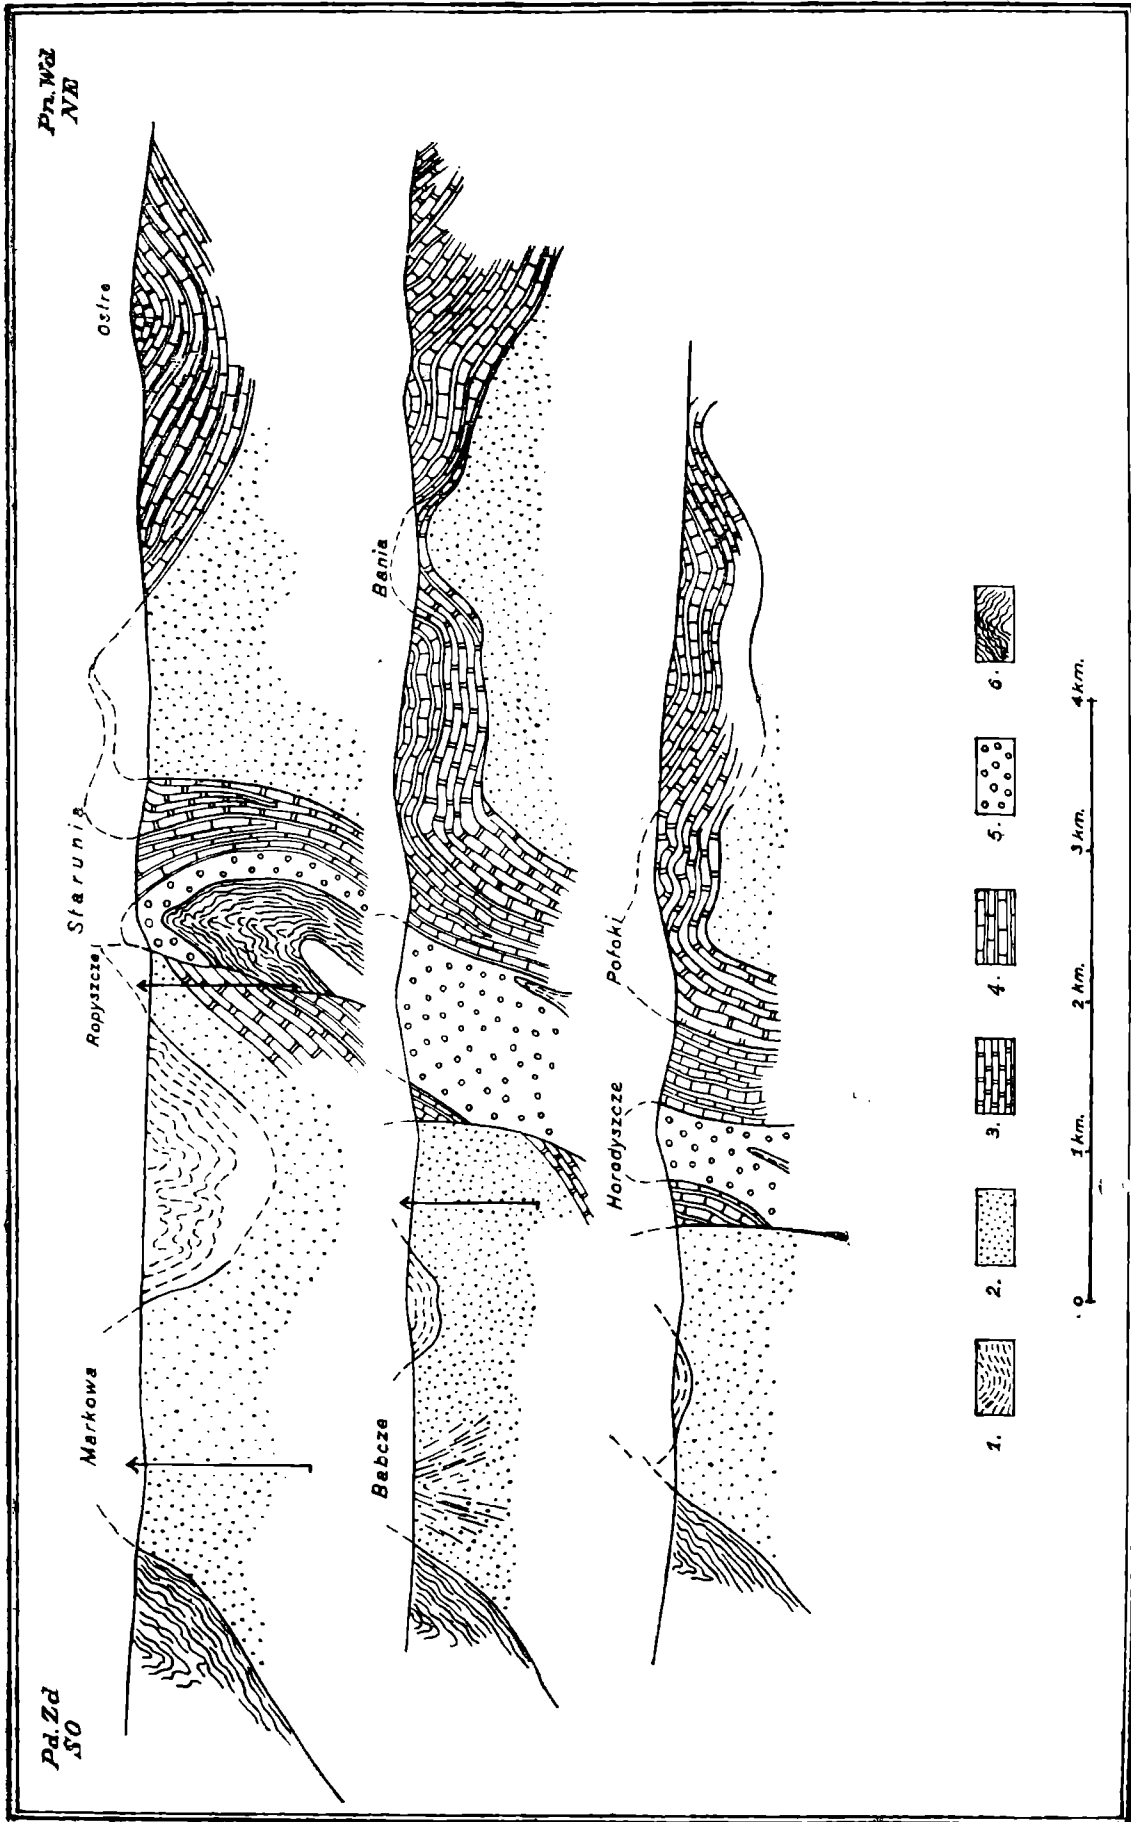 Pd. Zd
SO
Pn. Wd
NE
Markowa
Ropyszcze
Starunia
Ostre
Babcze
Bania
Horodyszcze
Potoki
1.
2.
3.
4.
5.
6.
0
1 km.
2 km.
3 km.
4 km.